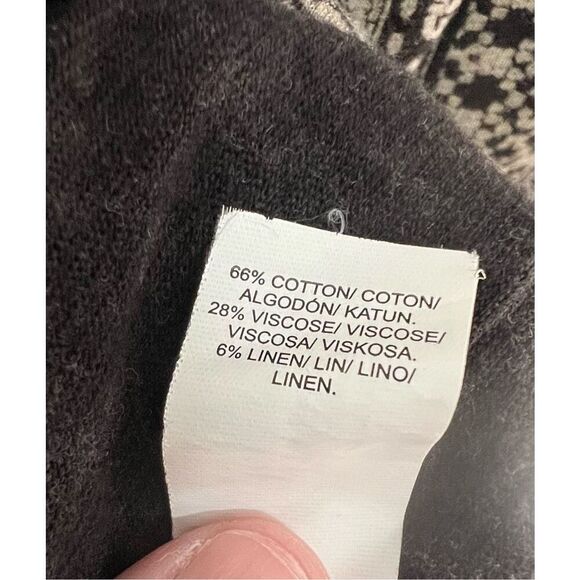 66% COTTON/ COTON/
ALGODÓN/ KATUN.
28% VISCOSE/ VISCOSE/
VISCOSA/ VISKOSA.
6% LINEN/ LIN/ LINO/
LINEN.